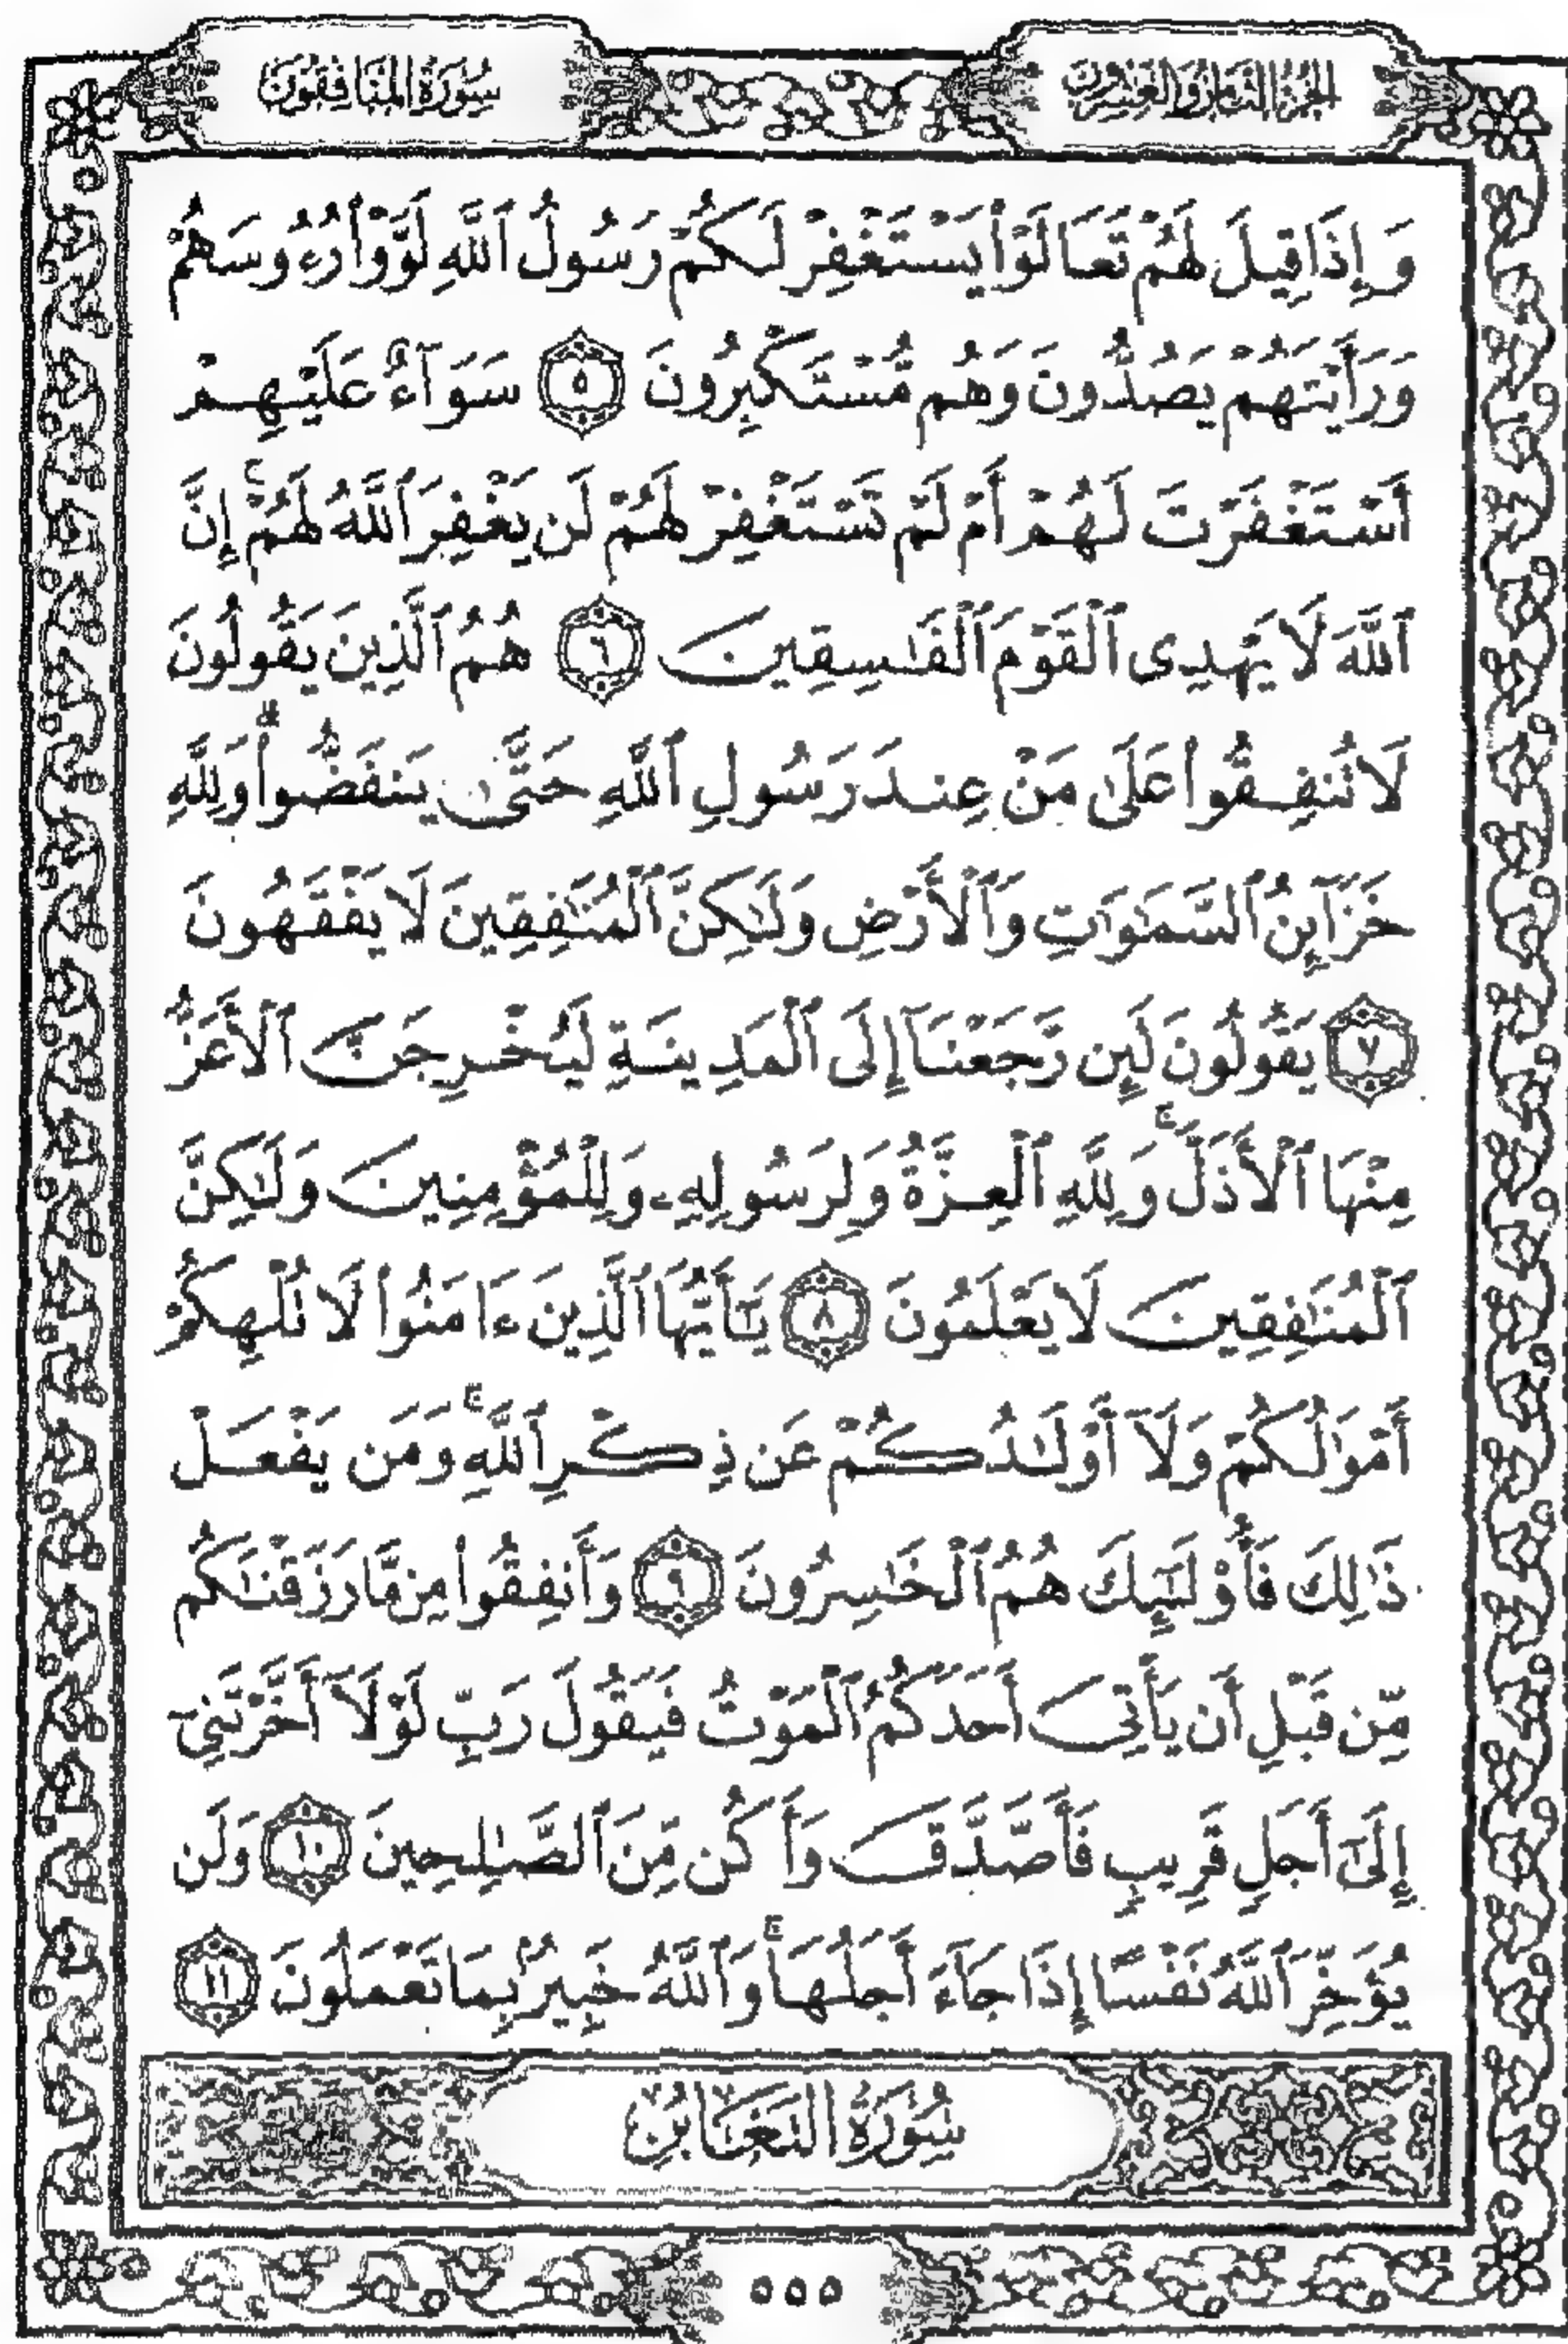 الجزء الثامن والعشرون
سورة المنافقون
وَإِذَا قِيلَ لَهُمْ تَعَالَوْا۟ يَسْتَغْفِرْ لَكُمْ رَسُولُ ٱللَّهِ لَوَّوْا۟ رُءُوسَهُمْ
وَرَأَيْتَهُمْ يَصُدُّونَ وَهُم مُّسْتَكْبِرُونَ ٥ سَوَآءٌ عَلَيْهِمْ
أَسْتَغْفَرْتَ لَهُمْ أَمْ لَمْ تَسْتَغْفِرْ لَهُمْ لَن يَغْفِرَ ٱللَّهُ لَهُمْ ۚ إِنَّ
ٱللَّهَ لَا يَهْدِى ٱلْقَوْمَ ٱلْفَـٰسِقِينَ ٦ هُمُ ٱلَّذِينَ يَقُولُونَ
لَا تُنفِقُوا۟ عَلَىٰ مَنْ عِندَ رَسُولِ ٱللَّهِ حَتَّىٰ يَنفَضُّوا۟ ۗ وَلِلَّهِ
خَزَآئِنُ ٱلسَّمَـٰوَٰتِ وَٱلْأَرْضِ وَلَـٰكِنَّ ٱلْمُنَـٰفِقِينَ لَا يَفْقَهُونَ
٧ يَقُولُونَ لَئِن رَّجَعْنَآ إِلَى ٱلْمَدِينَةِ لَيُخْرِجَنَّ ٱلْأَعَزُّ
مِنْهَا ٱلْأَذَلَّ ۚ وَلِلَّهِ ٱلْعِزَّةُ وَلِرَسُولِهِۦ وَلِلْمُؤْمِنِينَ وَلَـٰكِنَّ
ٱلْمُنَـٰفِقِينَ لَا يَعْلَمُونَ ٨ يَـٰٓأَيُّهَا ٱلَّذِينَ ءَامَنُوا۟ لَا تُلْهِكُمْ
أَمْوَٰلُكُمْ وَلَآ أَوْلَـٰدُكُمْ عَن ذِكْرِ ٱللَّهِ ۚ وَمَن يَفْعَلْ
ذَٰلِكَ فَأُو۟لَـٰٓئِكَ هُمُ ٱلْخَـٰسِرُونَ ٩ وَأَنفِقُوا۟ مِن مَّا رَزَقْنَـٰكُم
مِّن قَبْلِ أَن يَأْتِىَ أَحَدَكُمُ ٱلْمَوْتُ فَيَقُولَ رَبِّ لَوْلَآ أَخَّرْتَنِىٓ
إِلَىٰٓ أَجَلٍ قَرِيبٍ فَأَصَّدَّقَ وَأَكُن مِّنَ ٱلصَّـٰلِحِينَ ١٠ وَلَن
يُؤَخِّرَ ٱللَّهُ نَفْسًا إِذَا جَآءَ أَجَلُهَا ۚ وَٱللَّهُ خَبِيرٌۢ بِمَا تَعْمَلُونَ ١١
سُورَةُ التَّغَابُنِ
٥٥٥